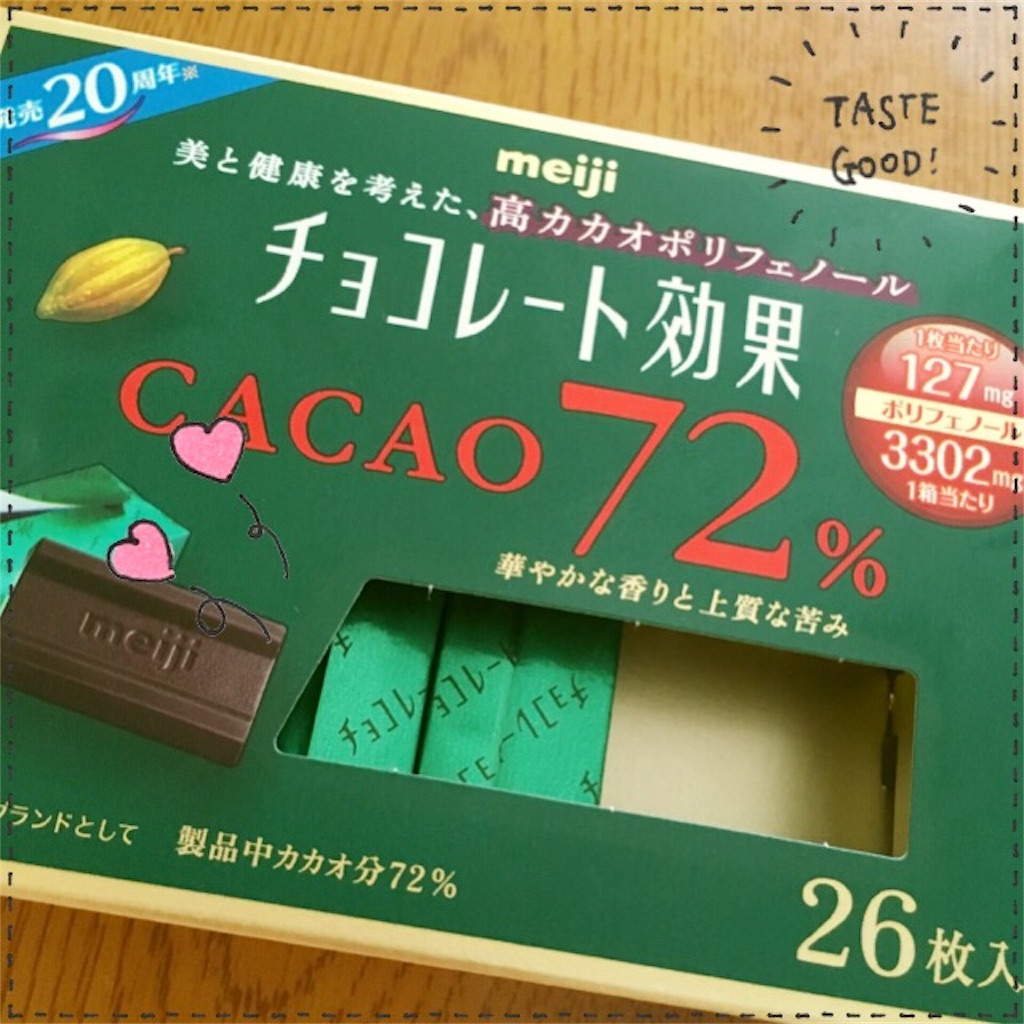 発売20周年※
TASTE
GOOD!
meiji
美と健康を考えた、高カカオポリフェノール
チョコレート効果
CACAO 72%
1枚当たり
127mg
ポリフェノール
3302mg
1箱当たり
華やかな香りと上質な苦み
meiji
チョコレー
チョコレート
ブランドとして
製品中カカオ分72%
26枚入